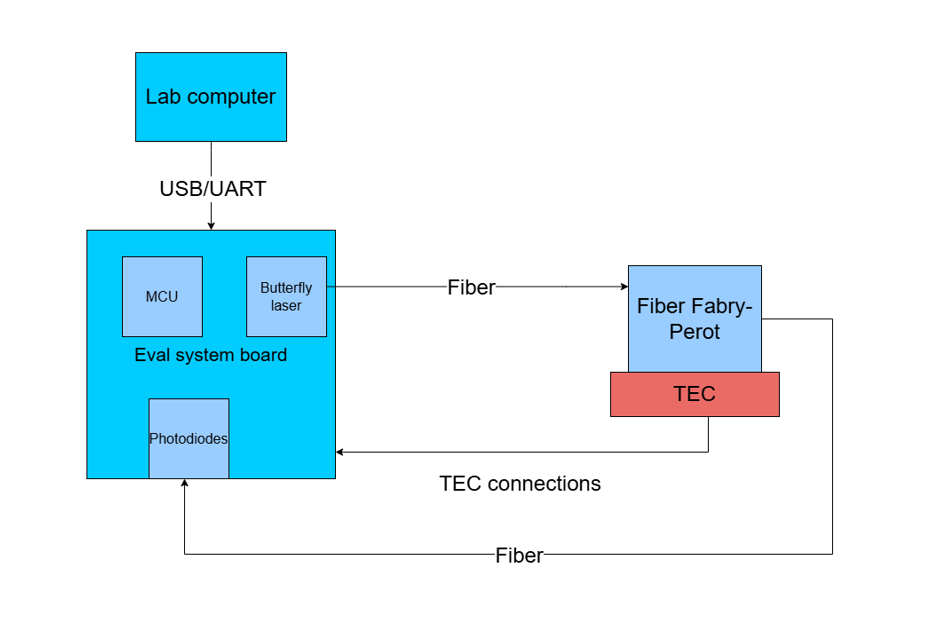 Lab computer
USB/UART
MCU
Butterfly
laser
Eval system board
Photodiodes
Fiber
Fiber Fabry-
Perot
TEC
TEC connections
Fiber